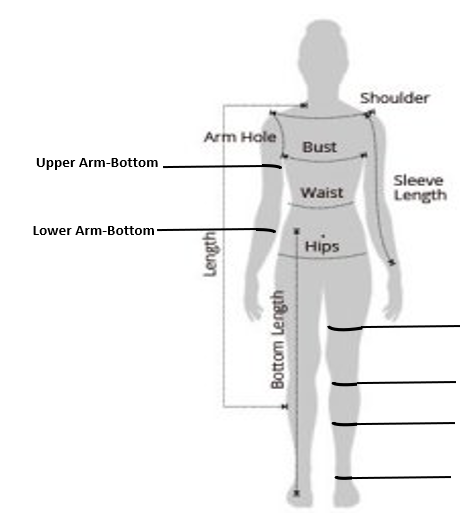 Shoulder
Arm Hole
Bust
Upper Arm-Bottom
Waist
Sleeve
Length
Lower Arm-Bottom
Hips
Length
Bottom Length